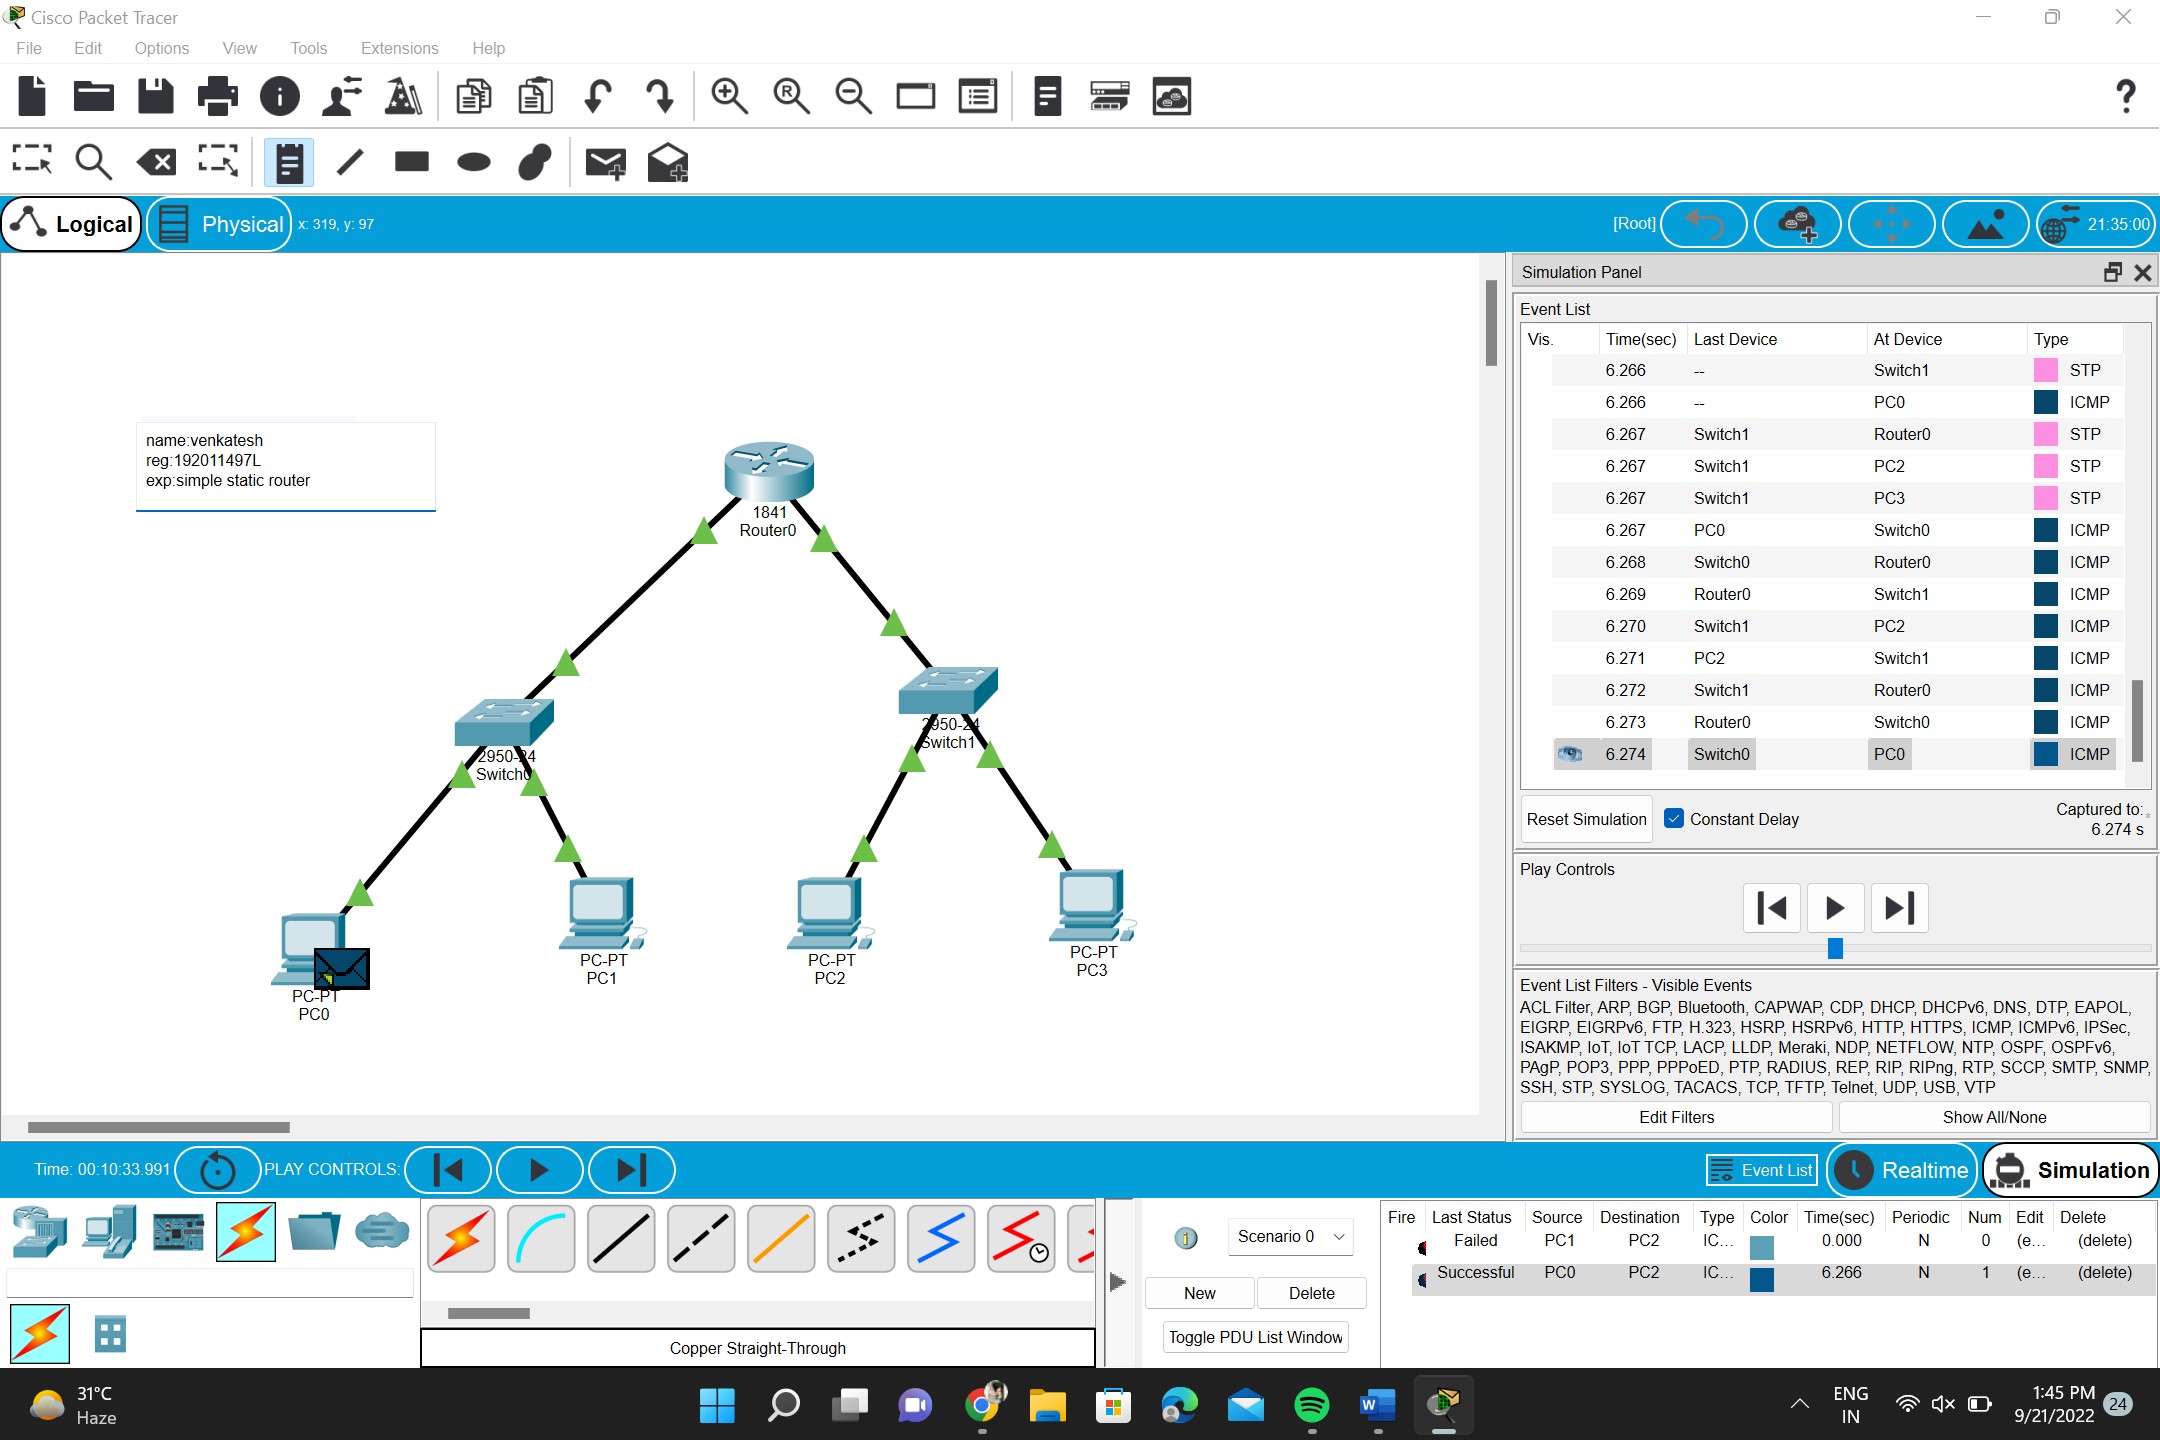 Cisco Packet Tracer
File Edit Options View Tools Extensions Help
Logical Physical x: 319, y: 97 [Root] 21:35:00
name:venkatesh
reg:192011497L
exp:simple static router
1841
Router0
2950-24
Switch1
2950-24
Switch0
PC-PT
PC0
PC-PT
PC1
PC-PT
PC2
PC-PT
PC3
Simulation Panel
Event List
Vis. Time(sec) Last Device At Device Type
6.266 -- Switch1 STP
6.266 -- PC0 ICMP
6.267 Switch1 Router0 STP
6.267 Switch1 PC2 STP
6.267 Switch1 PC3 STP
6.267 PC0 Switch0 ICMP
6.268 Switch0 Router0 ICMP
6.269 Router0 Switch1 ICMP
6.270 Switch1 PC2 ICMP
6.271 PC2 Switch1 ICMP
6.272 Switch1 Router0 ICMP
6.273 Router0 Switch0 ICMP
6.274 Switch0 PC0 ICMP
Reset Simulation Constant Delay Captured to:*
6.274 s
Play Controls
Event List Filters - Visible Events
ACL Filter, ARP, BGP, Bluetooth, CAPWAP, CDP, DHCP, DHCPv6, DNS, DTP, EAPOL,
EIGRP, EIGRPv6, FTP, H.323, HSRP, HSRPv6, HTTP, HTTPS, ICMP, ICMPv6, IPSec,
ISAKMP, IoT, IoT TCP, LACP, LLDP, Meraki, NDP, NETFLOW, NTP, OSPF, OSPFv6,
PAgP, POP3, PPP, PPPoED, PTP, RADIUS, REP, RIP, RIPng, RTP, SCCP, SMTP, SNMP,
SSH, STP, SYSLOG, TACACS, TCP, TFTP, Telnet, UDP, USB, VTP
Edit Filters Show All/None
Time: 00:10:33.991 PLAY CONTROLS: Event List Realtime Simulation
Copper Straight-Through
Scenario 0
New Delete
Toggle PDU List Window
Fire Last Status Source Destination Type Color Time(sec) Periodic Num Edit Delete
Failed PC1 PC2 IC... 0.000 N 0 (e... (delete)
Successful PC0 PC2 IC... 6.266 N 1 (e... (delete)
31°C
Haze
ENG
IN
1:45 PM
9/21/2022
24